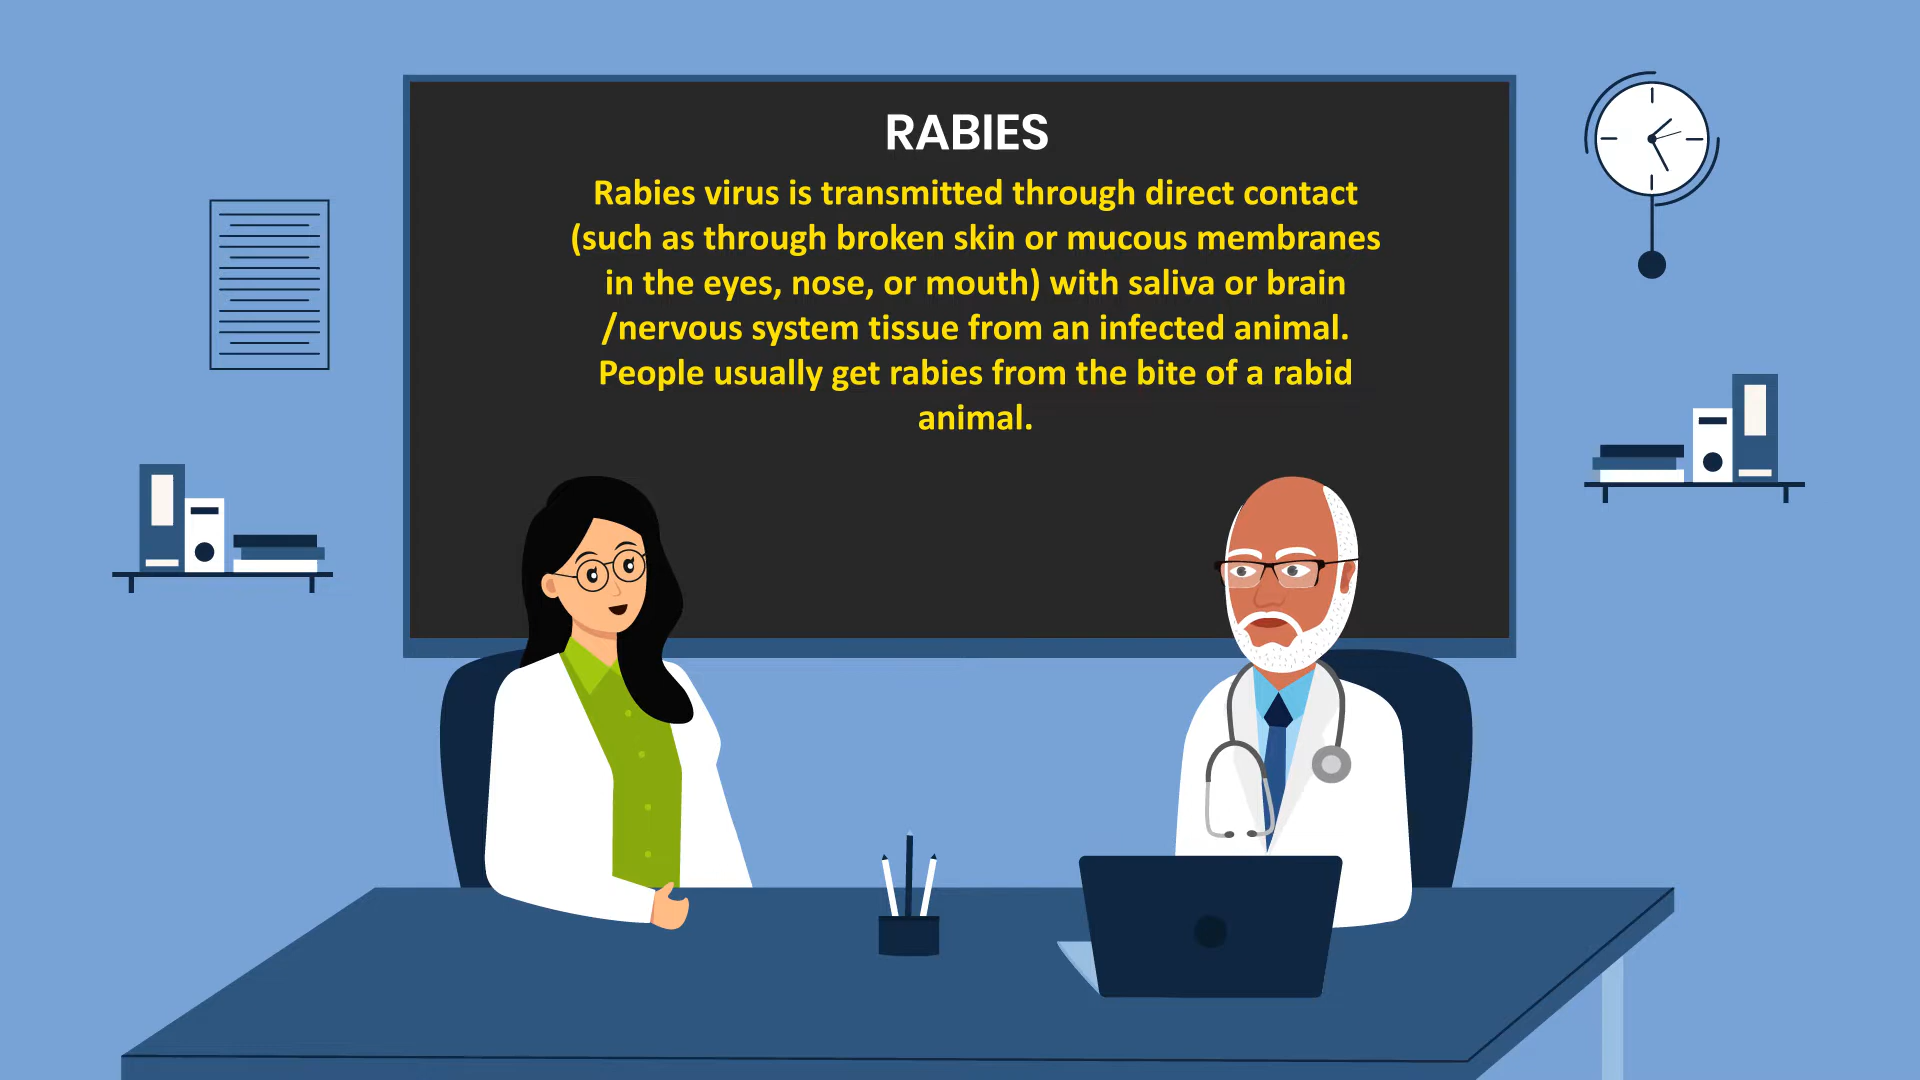 RABIES
Rabies virus is transmitted through direct contact
(such as through broken skin or mucous membranes
in the eyes, nose, or mouth) with saliva or brain
/nervous system tissue from an infected animal.
People usually get rabies from the bite of a rabid
animal.